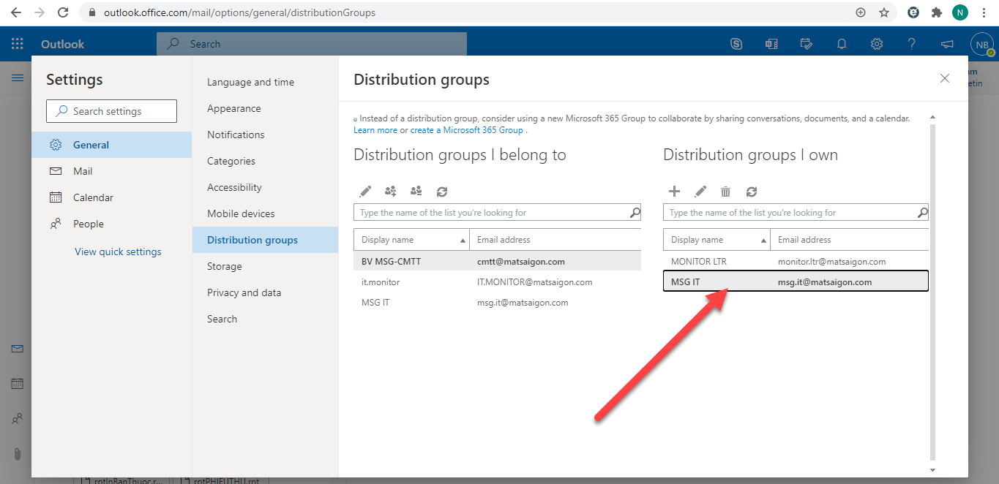 outlook.office.com/mail/options/general/distributionGroups
N
Outlook
Search
NB
Settings
Search settings
General
Mail
Calendar
People
View quick settings
Language and time
Appearance
Notifications
Categories
Accessibility
Mobile devices
Distribution groups
Storage
Privacy and data
Search
Distribution groups
Instead of a distribution group, consider using a new Microsoft 365 Group to collaborate by sharing conversations, documents, and a calendar.
Learn more or create a Microsoft 365 Group .
Distribution groups I belong to
Type the name of the list you're looking for
Display name Email address
BV MSG-CMTT cmtt@matsaigon.com
it.monitor IT.MONITOR@matsaigon.com
MSG IT msg.it@matsaigon.com
Distribution groups I own
Type the name of the list you're looking for
Display name Email address
MONITOR LTR monitor.ltr@matsaigon.com
MSG IT msg.it@matsaigon.com
etin
rptInBanThuoc.r... rptPHIEUTHU.rpt